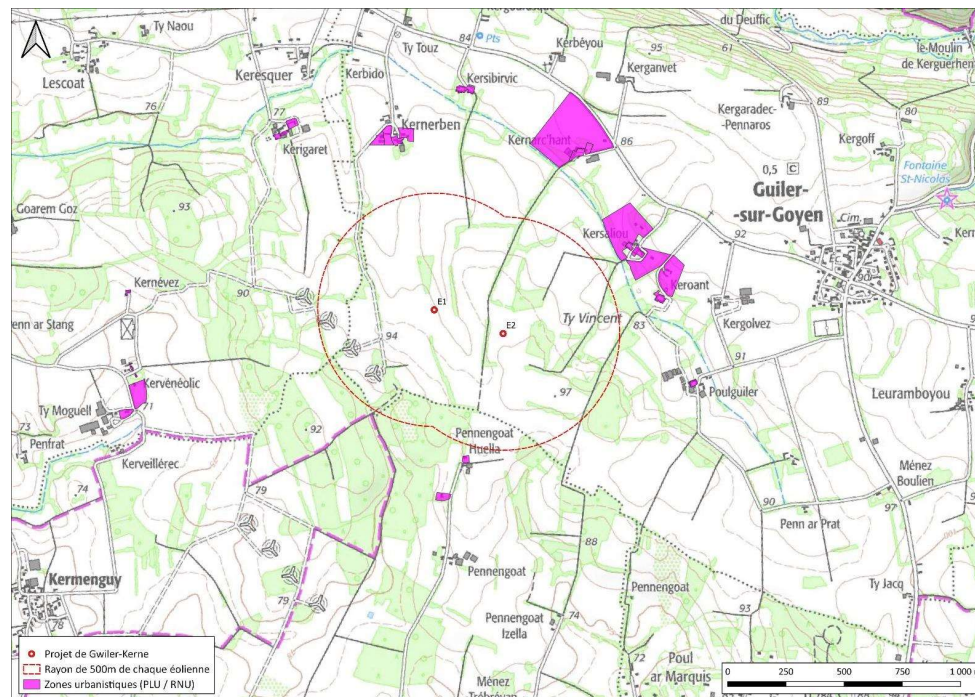 Ty Naou
Ty Touz
84
Pts
Kerbéyou
95
61
du Deuffic
le Moulin
de Kerguerhen
Lescoat
Keresquer
Kerbido
Kersibirvic
Kerganvet
76
77
Kernerben
Kerigaret
Kernarc'hant
86
Kergaradec-
-Pennaros
89
80
Kergoff
0,5 C
Guiler-
-sur-Goyen
Fontaine
St-Nicolas
Goarem Goz
93
Cim.
Kersaliou
92
Kernévez
90
E1
E2
Keroant
Ty Vincent
83
Kergolvez
enn ar Stang
94
91
97
Poulguiler
Kervénéolic
Leuramboyou
Ty Moguell
71
73
Penfrat
92
Pennengoat
Huella
Kerveillérec
Ménez
Boulien
74
79
90
97
Penn ar Prat
88
Kermenguy
79
Pennengoat
Pennengoat
Ty Jacq
Pennengoat
Izella
74
93
78
72
Poul
ar Marquis
Ménez
Trébrévan
Projet de Gwiler-Kerne
Rayon de 500m de chaque éolienne
Zones urbanistiques (PLU / RNU)
0 250 500 750 1 000